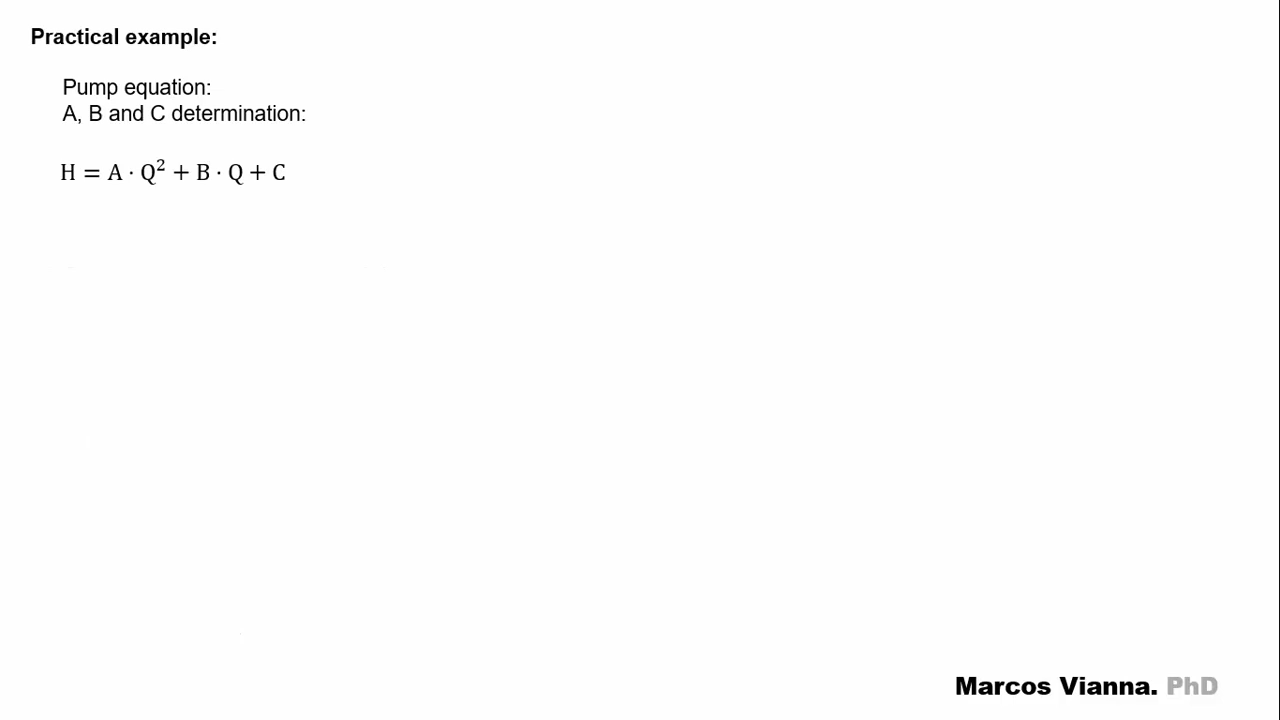 Practical example:
Pump equation:
A, B and C determination:
H = A · Q² + B · Q + C
Marcos Vianna. PhD